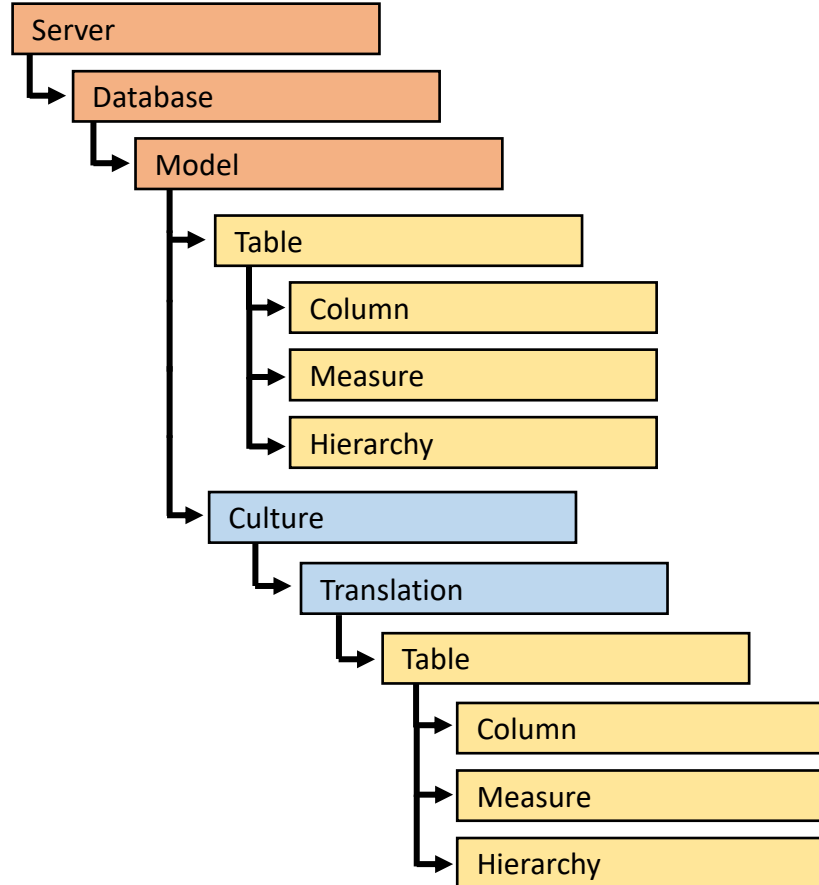 Server
Database
Model
Table
Column
Measure
Hierarchy
Culture
Translation
Table
Column
Measure
Hierarchy